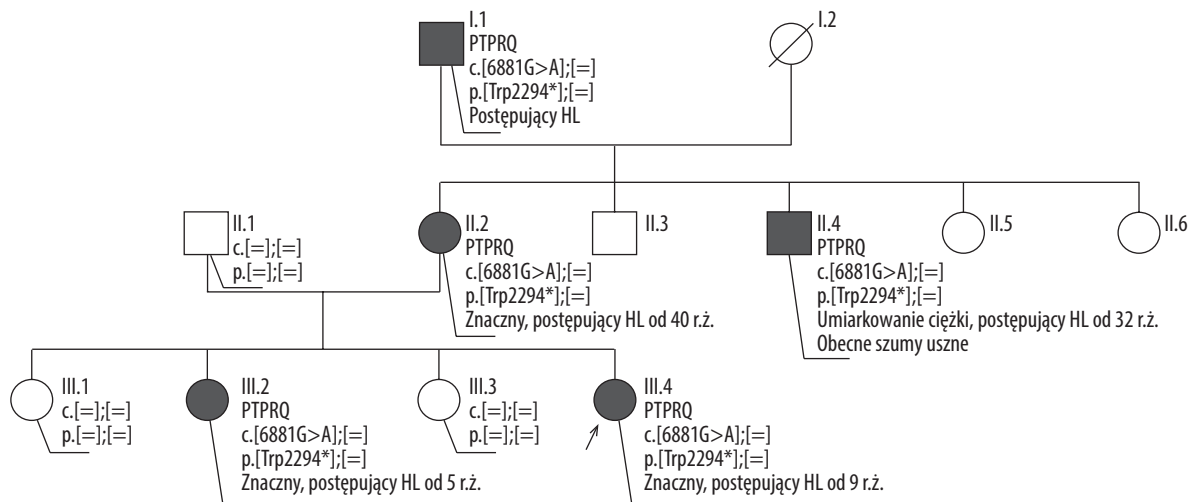 I.1
PTPRQ
c.[6881G>A];[=]
p.[Trp2294*];[=]
Postępujący HL
I.2
II.1
c.[=];[=]
p.[=];[=]
II.2
PTPRQ
c.[6881G>A];[=]
p.[Trp2294*];[=]
Znaczny, postępujący HL od 40 r.ż.
II.3
II.4
PTPRQ
c.[6881G>A];[=]
p.[Trp2294*];[=]
Umiarkowanie ciężki, postępujący HL od 32 r.ż.
Obecne szumy uszne
II.5
II.6
III.1
c.[=];[=]
p.[=];[=]
III.2
PTPRQ
c.[6881G>A];[=]
p.[Trp2294*];[=]
Znaczny, postępujący HL od 5 r.ż.
III.3
c.[=];[=]
p.[=];[=]
III.4
PTPRQ
c.[6881G>A];[=]
p.[Trp2294*];[=]
Znaczny, postępujący HL od 9 r.ż.